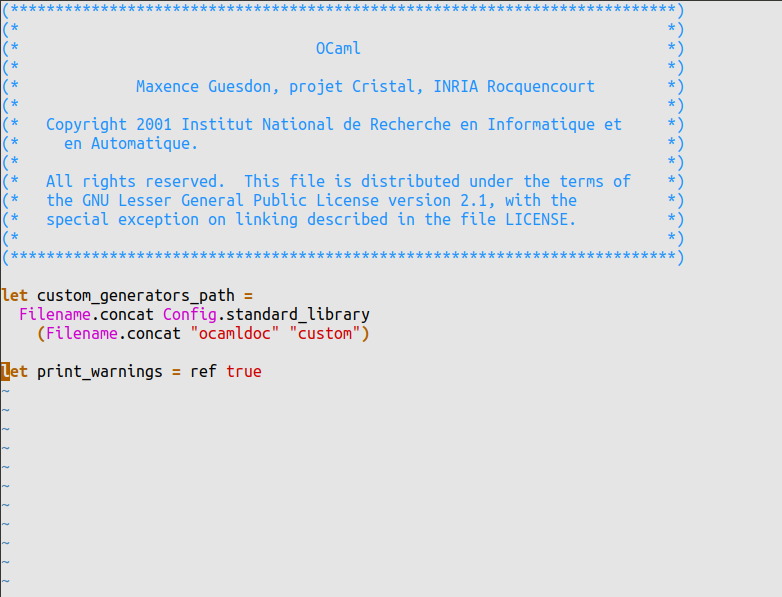 (**************************************************************************)
(*                                                                        *)
(*                                 OCaml                                  *)
(*                                                                        *)
(*             Maxence Guesdon, projet Cristal, INRIA Rocquencourt        *)
(*                                                                        *)
(*   Copyright 2001 Institut National de Recherche en Informatique et     *)
(*     en Automatique.                                                    *)
(*                                                                        *)
(*   All rights reserved.  This file is distributed under the terms of    *)
(*   the GNU Lesser General Public License version 2.1, with the          *)
(*   special exception on linking described in the file LICENSE.          *)
(*                                                                        *)
(**************************************************************************)

let custom_generators_path =
  Filename.concat Config.standard_library
    (Filename.concat "ocamldoc" "custom")

let print_warnings = ref true
~
~
~
~
~
~
~
~
~
~
~